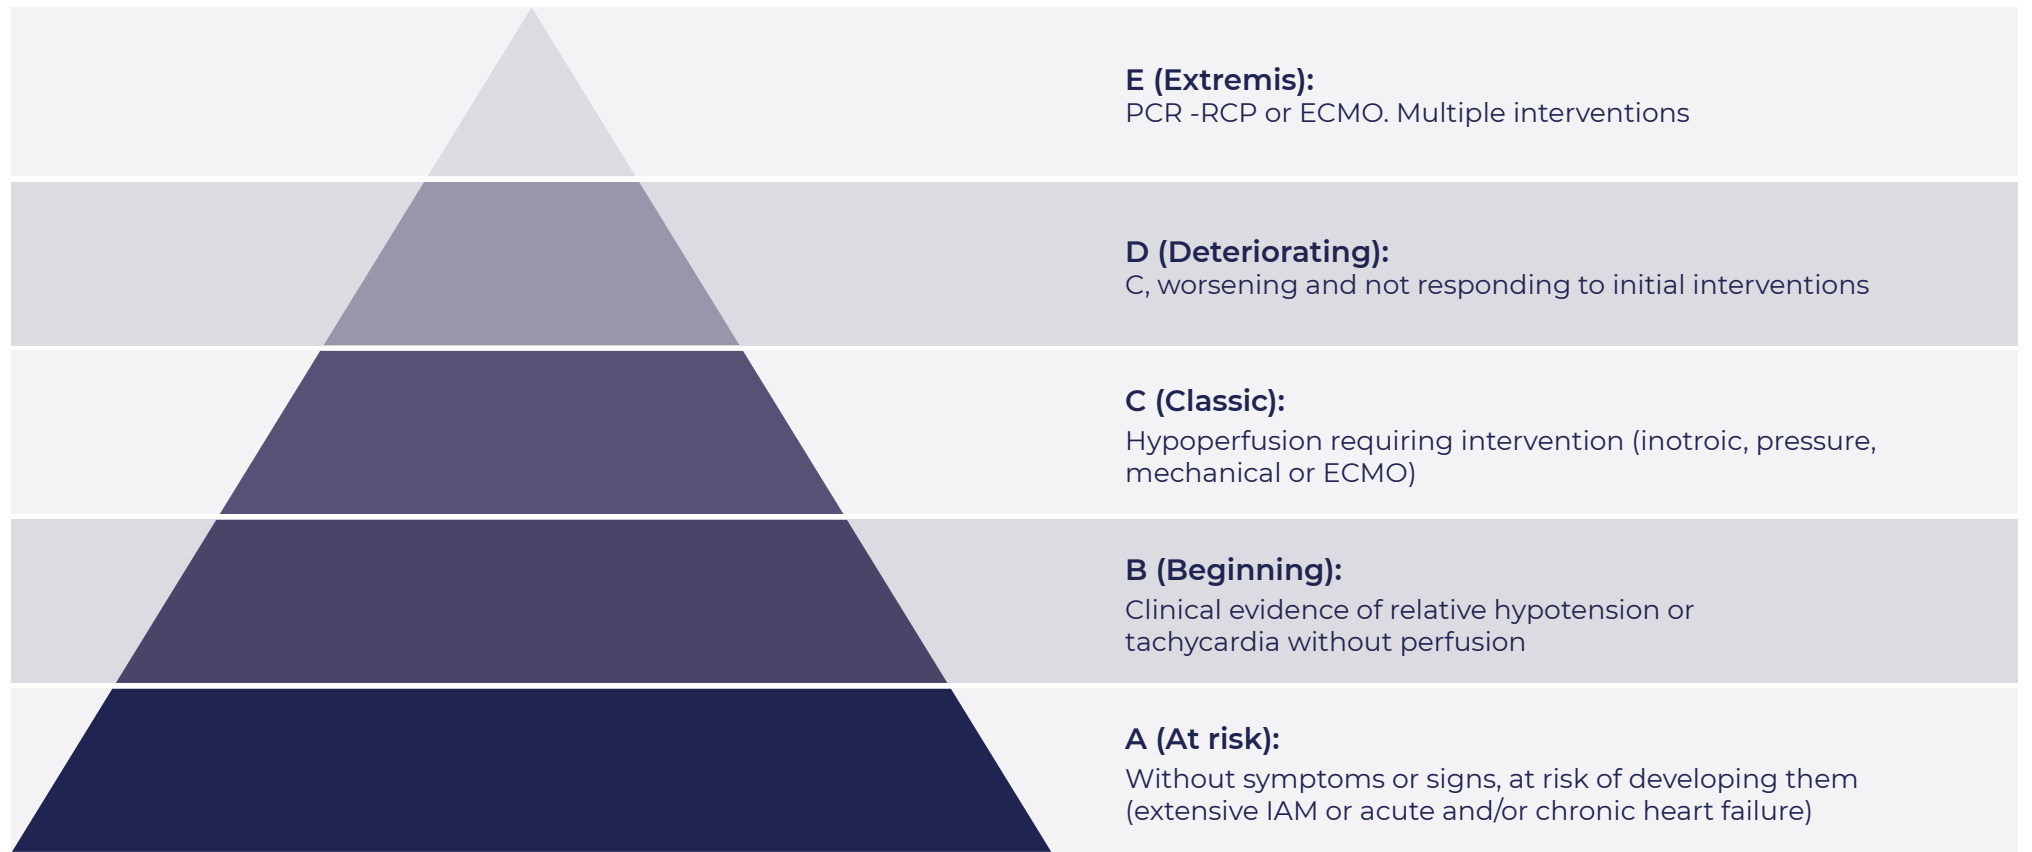 E (Extremis):
PCR -RCP or ECMO. Multiple interventions
D (Deteriorating):
C, worsening and not responding to initial interventions
C (Classic):
Hypoperfusion requiring intervention (inotroic, pressure,
mechanical or ECMO)
B (Beginning):
Clinical evidence of relative hypotension or
tachycardia without perfusion
A (At risk):
Without symptoms or signs, at risk of developing them
(extensive IAM or acute and/or chronic heart failure)